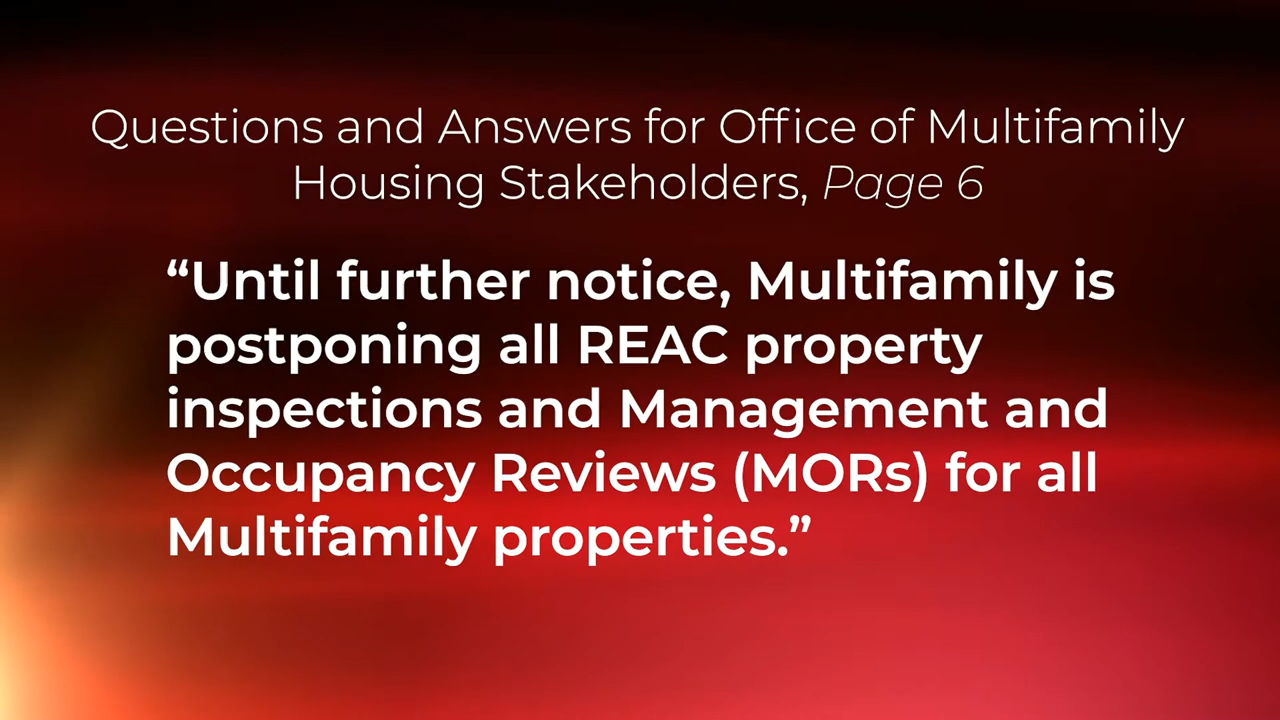 Questions and Answers for Office of Multifamily
Housing Stakeholders, Page 6
“Until further notice, Multifamily is
postponing all REAC property
inspections and Management and
Occupancy Reviews (MORs) for all
Multifamily properties.”